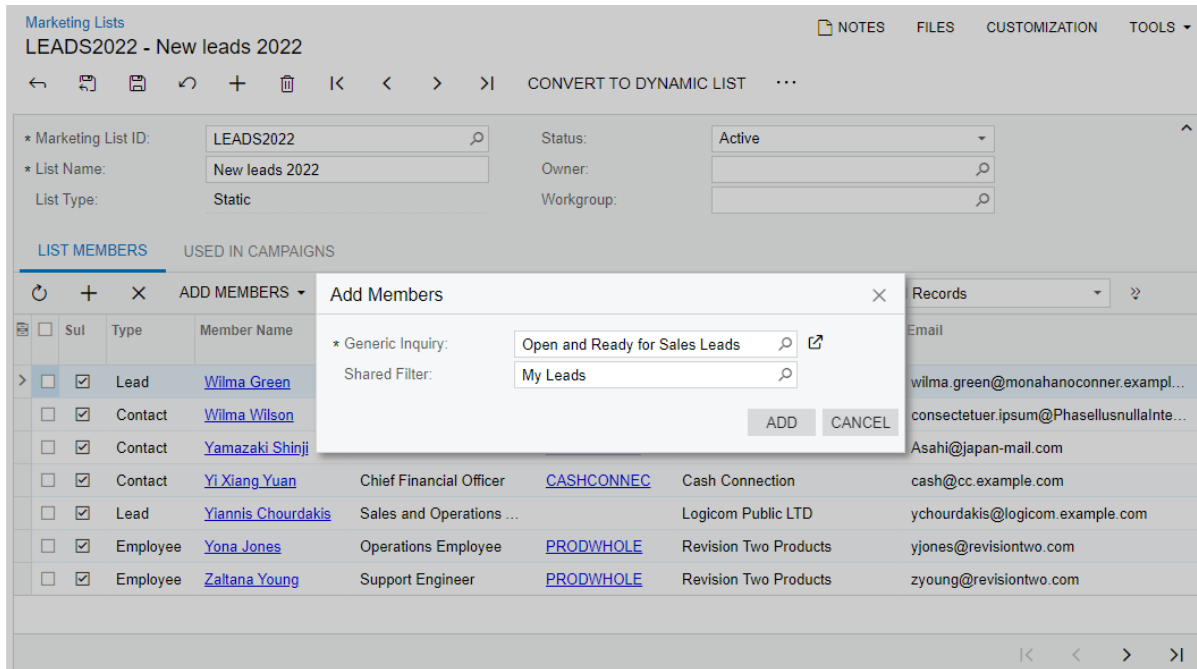 Marketing Lists
LEADS2022 - New leads 2022
NOTES FILES CUSTOMIZATION TOOLS
CONVERT TO DYNAMIC LIST ...
* Marketing List ID: LEADS2022 Status: Active
* List Name: New leads 2022 Owner:
List Type: Static Workgroup:
LIST MEMBERS USED IN CAMPAIGNS
ADD MEMBERS Records
Sul Type Member Name Email
Add Members
* Generic Inquiry: Open and Ready for Sales Leads
Shared Filter: My Leads
ADD CANCEL
Lead Wilma Green wilma.green@monahanoconner.exampl...
Contact Wilma Wilson consectetuer.ipsum@PhasellusnullaInte...
Contact Yamazaki Shinji Asahi@japan-mail.com
Contact Yi Xiang Yuan Chief Financial Officer CASHCONNEC Cash Connection cash@cc.example.com
Lead Yiannis Chourdakis Sales and Operations ... Logicom Public LTD ychourdakis@logicom.example.com
Employee Yona Jones Operations Employee PRODWHOLE Revision Two Products yjones@revisiontwo.com
Employee Zaltana Young Support Engineer PRODWHOLE Revision Two Products zyoung@revisiontwo.com